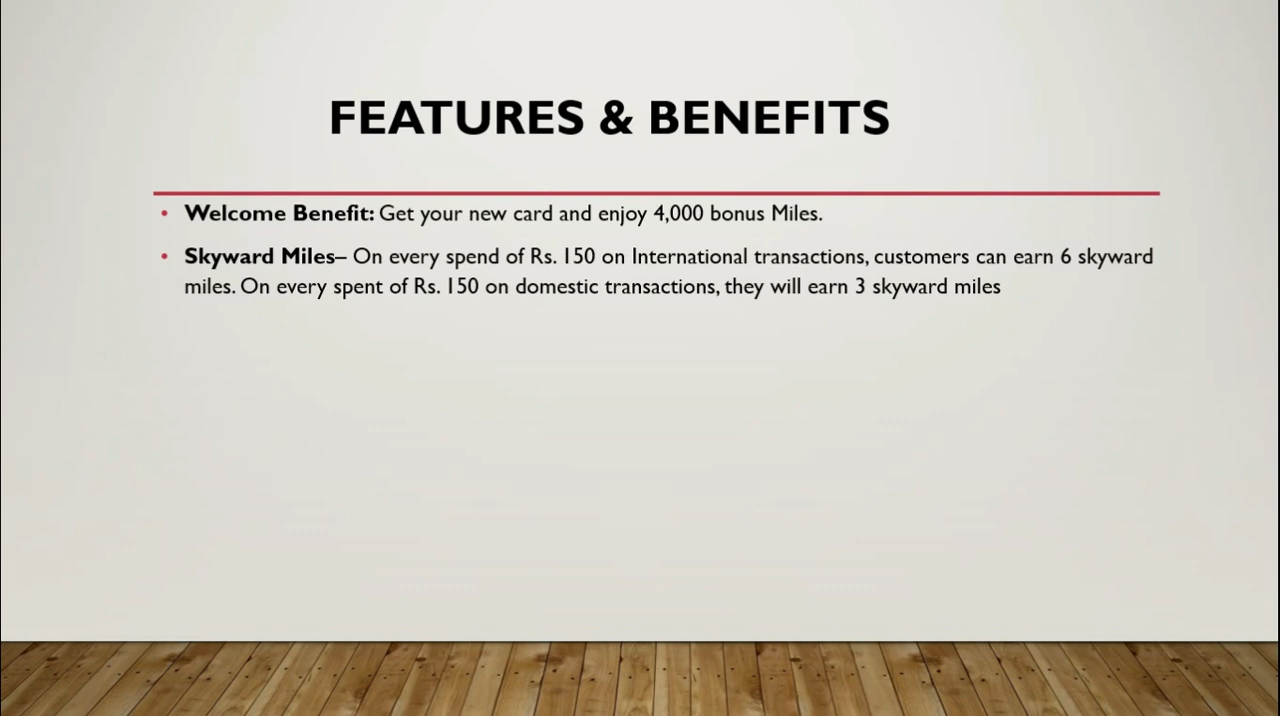 FEATURES & BENEFITS
• Welcome Benefit: Get your new card and enjoy 4,000 bonus Miles.
• Skyward Miles– On every spend of Rs. 150 on International transactions, customers can earn 6 skyward
miles. On every spent of Rs. 150 on domestic transactions, they will earn 3 skyward miles